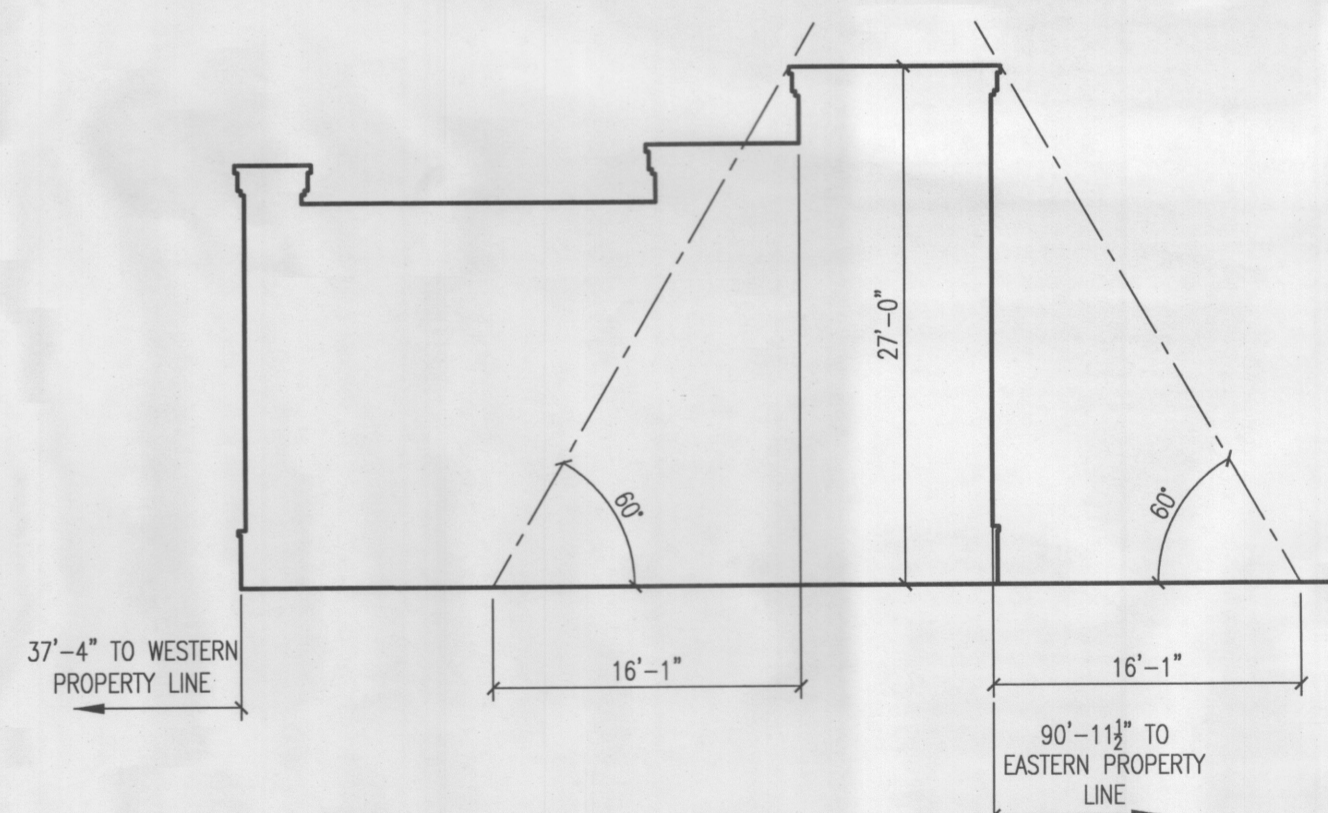 27'-0"
60°
60°
37'-4" TO WESTERN
PROPERTY LINE
16'-1"
16'-1"
90'-11½" TO
EASTERN PROPERTY
LINE